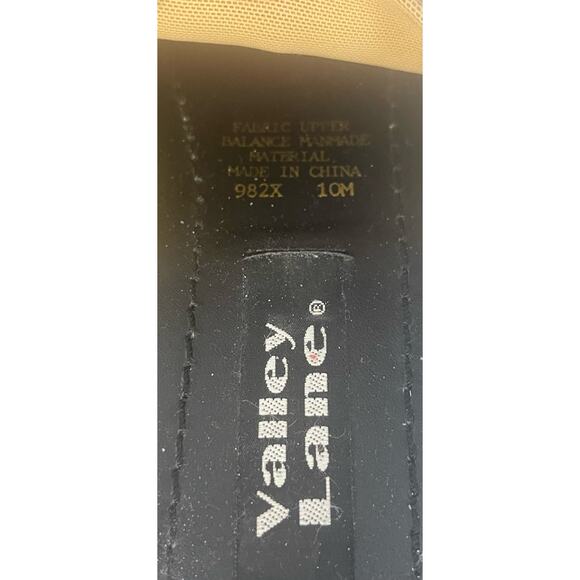 FABRIC UPPER
BALANCE MANMADE
MATERIAL
MADE IN CHINA
982X 10M
Valley
Lane®